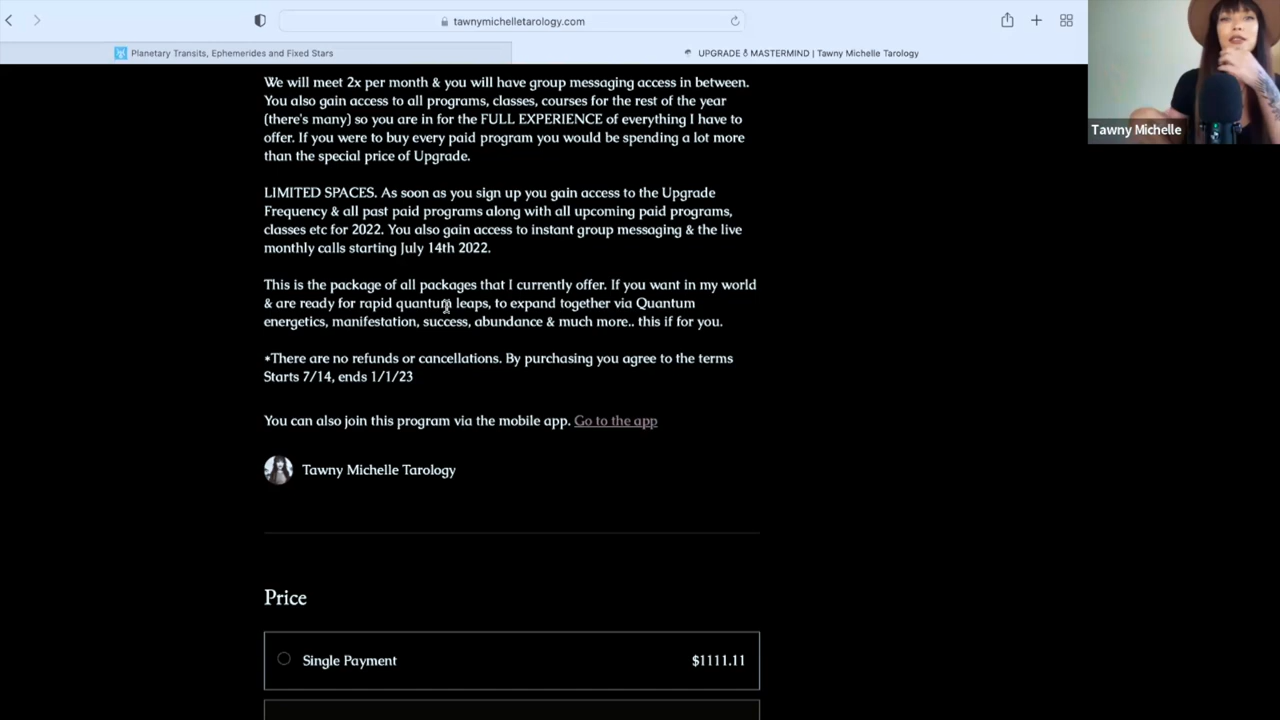 tawnymichelletarology.com
Planetary Transits, Ephemerides and Fixed Stars
UPGRADE MASTERMIND | Tawny Michelle Tarology
Tawny Michelle
We will meet 2x per month & you will have group messaging access in between.
You also gain access to all programs, classes, courses for the rest of the year
(there's many) so you are in for the FULL EXPERIENCE of everything I have to
offer. If you were to buy every paid program you would be spending a lot more
than the special price of Upgrade.
LIMITED SPACES. As soon as you sign up you gain access to the Upgrade
Frequency & all past paid programs along with all upcoming paid programs,
classes etc for 2022. You also gain access to instant group messaging & the live
monthly calls starting July 14th 2022.
This is the package of all packages that I currently offer. If you want in my world
& are ready for rapid quantum leaps, to expand together via Quantum
energetics, manifestation, success, abundance & much more.. this if for you.
*There are no refunds or cancellations. By purchasing you agree to the terms
Starts 7/14, ends 1/1/23
You can also join this program via the mobile app. Go to the app
Tawny Michelle Tarology
Price
Single Payment $1111.11